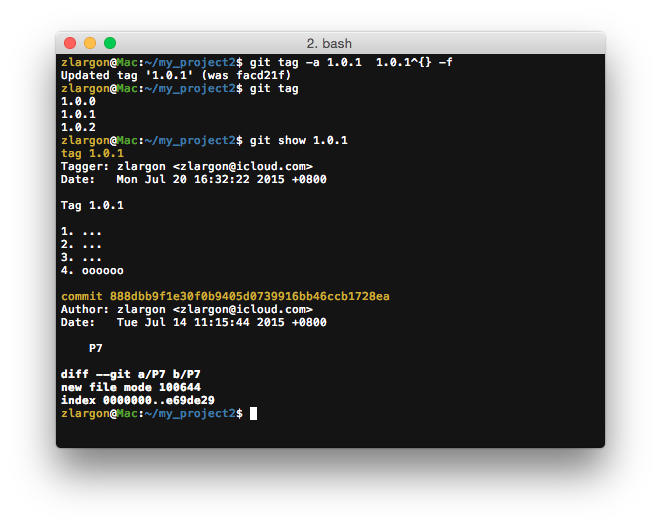 2. bash
zlargon@Mac:~/my_project2$ git tag -a 1.0.1  1.0.1^{} -f
Updated tag '1.0.1' (was facd21f)
zlargon@Mac:~/my_project2$ git tag
1.0.0
1.0.1
1.0.2
zlargon@Mac:~/my_project2$ git show 1.0.1
tag 1.0.1
Tagger: zlargon <zlargon@icloud.com>
Date:   Mon Jul 20 16:32:22 2015 +0800
Tag 1.0.1
1. ...
2. ...
3. ...
4. oooooo
commit 888dbb9f1e30f0b9405d0739916bb46ccb1728ea
Author: zlargon <zlargon@icloud.com>
Date:   Tue Jul 14 11:15:44 2015 +0800
P7
diff --git a/P7 b/P7
new file mode 100644
index 0000000..e69de29
zlargon@Mac:~/my_project2$